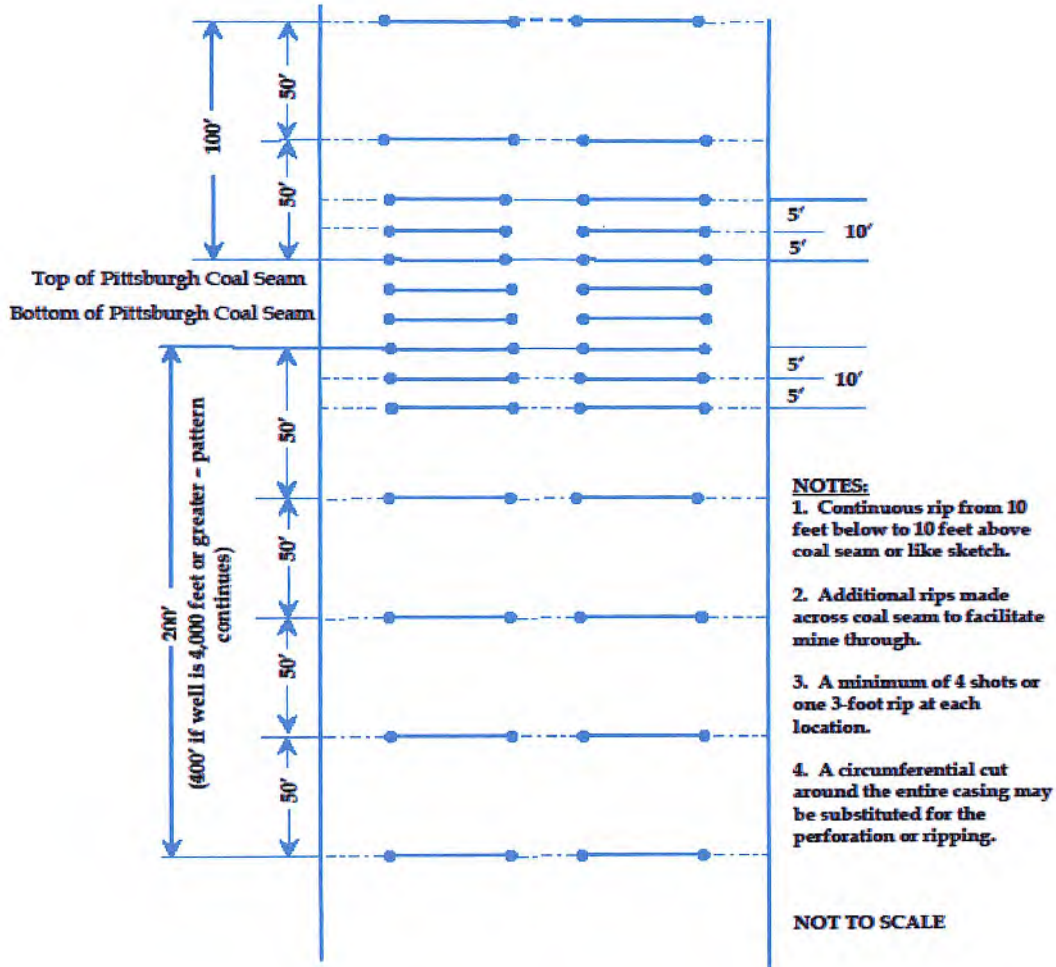 100'
50'
50'
5'
10'
5'
Top of Pittsburgh Coal Seam
Bottom of Pittsburgh Coal Seam
5'
10'
5'
200'
(400' if well is 4,000 feet or greater – pattern
continues)
50'
50'
50'
50'
NOTES:
1. Continuous rip from 10
feet below to 10 feet above
coal seam or like sketch.
2. Additional rips made
across coal seam to facilitate
mine through.
3. A minimum of 4 shots or
one 3-foot rip at each
location.
4. A circumferential cut
around the entire casing may
be substituted for the
perforation or ripping.
NOT TO SCALE